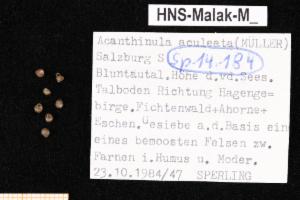 HNS-Malak-M_
Acanthinula aculeata(MÜLLER)
Salzburg S
Sp.14.184
Bluntautal. Höhe d.vd.Sees.
Talboden Richtung Hagenge=
birge.Fichtenwald+Ahorne+
Eschen. Gesiebe a.d.Basis ein
eines bemoosten Felsen zw.
Farnen i.Humus u. Moder.
23.10.1984/47 SPERLING